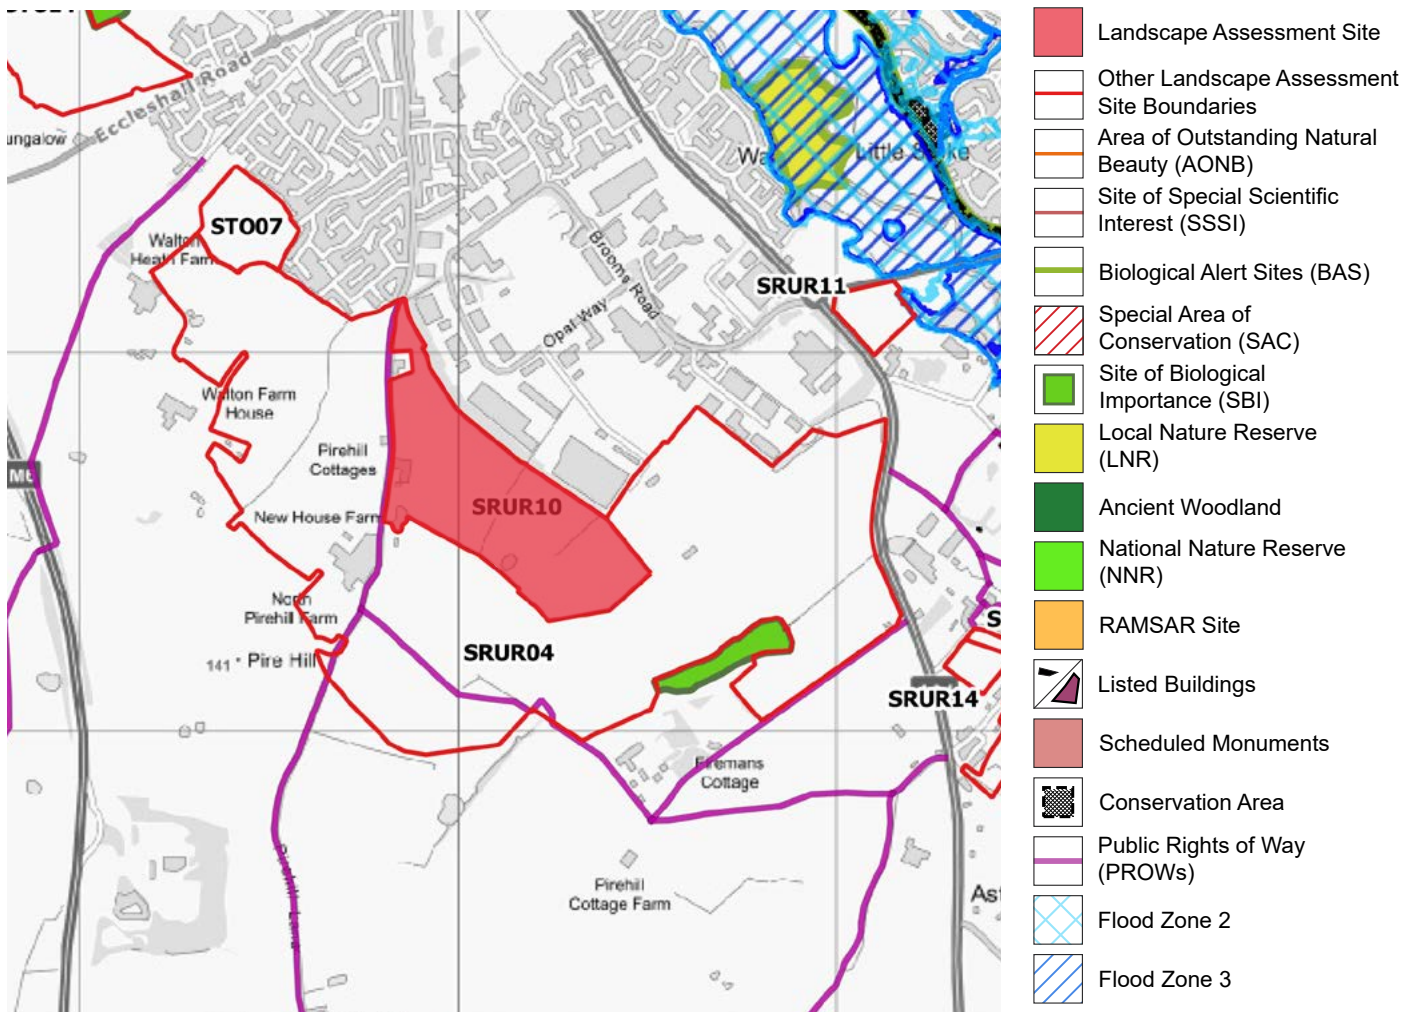 Eccleshall Road
ungalow
STO07
Walton
Heath Farm
Little Stoke
Brooms Road
SRUR11
Opal Way
Walton Farm
House
Pirehill
Cottages
M6
SRUR10
New House Farm
North
Pirehill Farm
SRUR04
141 Pire Hill
SRUR14
Firemans
Cottage
Pirehill Lane
Pirehill
Cottage Farm
Ast
Landscape Assessment Site
Other Landscape Assessment
Site Boundaries
Area of Outstanding Natural
Beauty (AONB)
Site of Special Scientific
Interest (SSSI)
Biological Alert Sites (BAS)
Special Area of
Conservation (SAC)
Site of Biological
Importance (SBI)
Local Nature Reserve
(LNR)
Ancient Woodland
National Nature Reserve
(NNR)
RAMSAR Site
Listed Buildings
Scheduled Monuments
Conservation Area
Public Rights of Way
(PROWs)
Flood Zone 2
Flood Zone 3